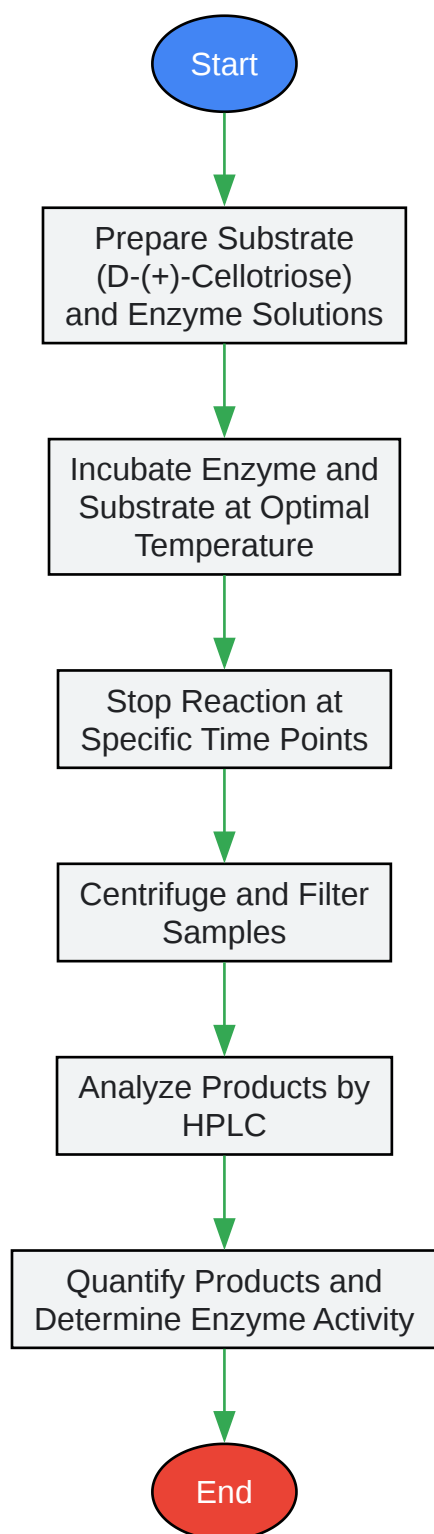 Start
Prepare Substrate
(D-(+)-Cellotriose)
and Enzyme Solutions
Incubate Enzyme and
Substrate at Optimal
Temperature
Stop Reaction at
Specific Time Points
Centrifuge and Filter
Samples
Analyze Products by
HPLC
Quantify Products and
Determine Enzyme Activity
End